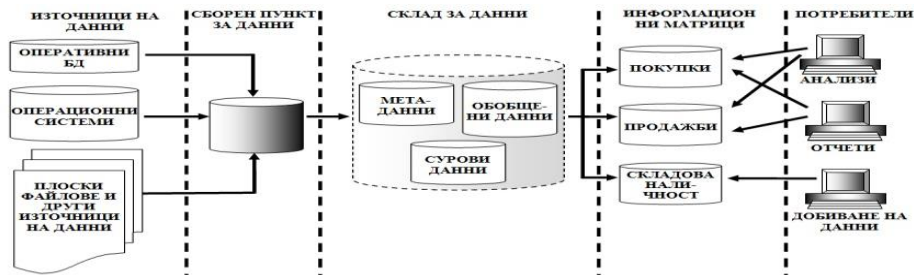 ИЗТОЧНИЦИ НА
ДАННИ
ОПЕРАТИВНИ
БД
ОПЕРАЦИОННИ
СИСТЕМИ
ПЛОСКИ
ФАЙЛОВЕ И
ДРУГИ
ИЗТОЧНИЦИ
НА ДАННИ
СБОРЕН ПУНКТ
ЗА ДАННИ
СКЛАД ЗА ДАННИ
МЕТА-
ДАННИ
ОБОБЩЕ-
НИ ДАННИ
СУРОВИ
ДАННИ
ИНФОРМАЦИОН
НИ МАТРИЦИ
ПОКУПКИ
ПРОДАЖБИ
СКЛАДОВА
НАЛИ-
ЧНОСТ
ПОТРЕБИТЕЛИ
АНАЛИЗИ
ОТЧЕТИ
ДОБИВАНЕ НА
ДАННИ